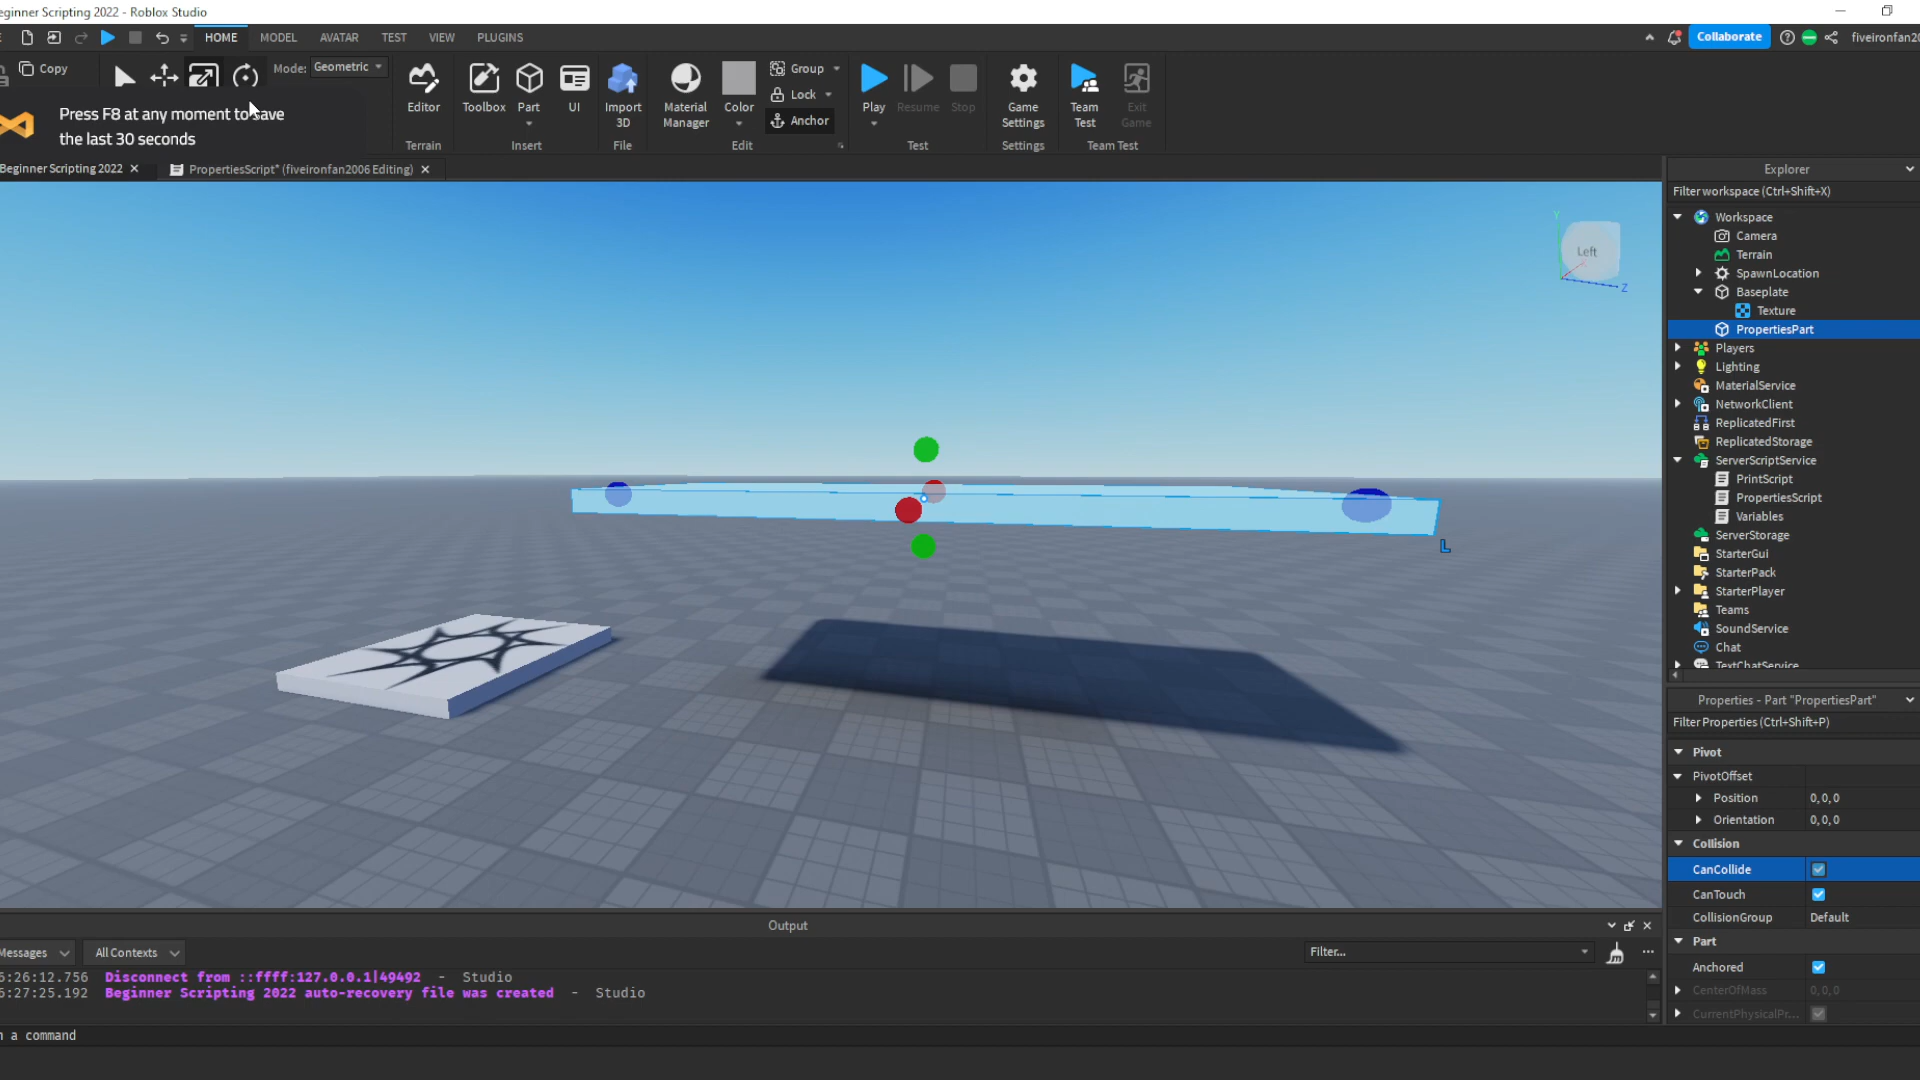 eginner Scripting 2022 - Roblox Studio
HOME MODEL AVATAR TEST VIEW PLUGINS
Collaborate
fiveironfan20
Copy
Mode: Geometric
Press F8 at any moment to save
the last 30 seconds
Editor
Terrain
Toolbox Part UI
Insert
Import
3D
File
Material
Manager
Color
Group
Lock
Anchor
Edit
Play Resume Stop
Test
Game
Settings
Settings
Team
Test
Exit
Game
Team Test
Beginner Scripting 2022
PropertiesScript* (fiveironfan2006 Editing)
Y
Left
Z
L
Explorer
Filter workspace (Ctrl+Shift+X)
Workspace
Camera
Terrain
SpawnLocation
Baseplate
Texture
PropertiesPart
Players
Lighting
MaterialService
NetworkClient
ReplicatedFirst
ReplicatedStorage
ServerScriptService
PrintScript
PropertiesScript
Variables
ServerStorage
StarterGui
StarterPack
StarterPlayer
Teams
SoundService
Chat
TextChatService
Properties - Part "PropertiesPart"
Filter Properties (Ctrl+Shift+P)
Pivot
PivotOffset
Position 0, 0, 0
Orientation 0, 0, 0
Collision
CanCollide
CanTouch
CollisionGroup Default
Part
Anchored
CenterOfMass 0, 0, 0
CurrentPhysicalPr...
Output
Messages All Contexts
Filter...
6:26:12.756 Disconnect from ::ffff:127.0.0.1|49492 - Studio
6:27:25.192 Beginner Scripting 2022 auto-recovery file was created - Studio
n a command